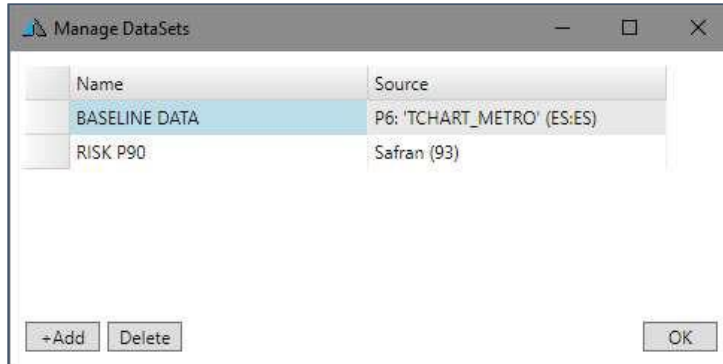 Manage DataSets
Name Source
BASELINE DATA P6: 'TCHART_METRO' (ES:ES)
RISK P90 Safran (93)
+Add Delete OK